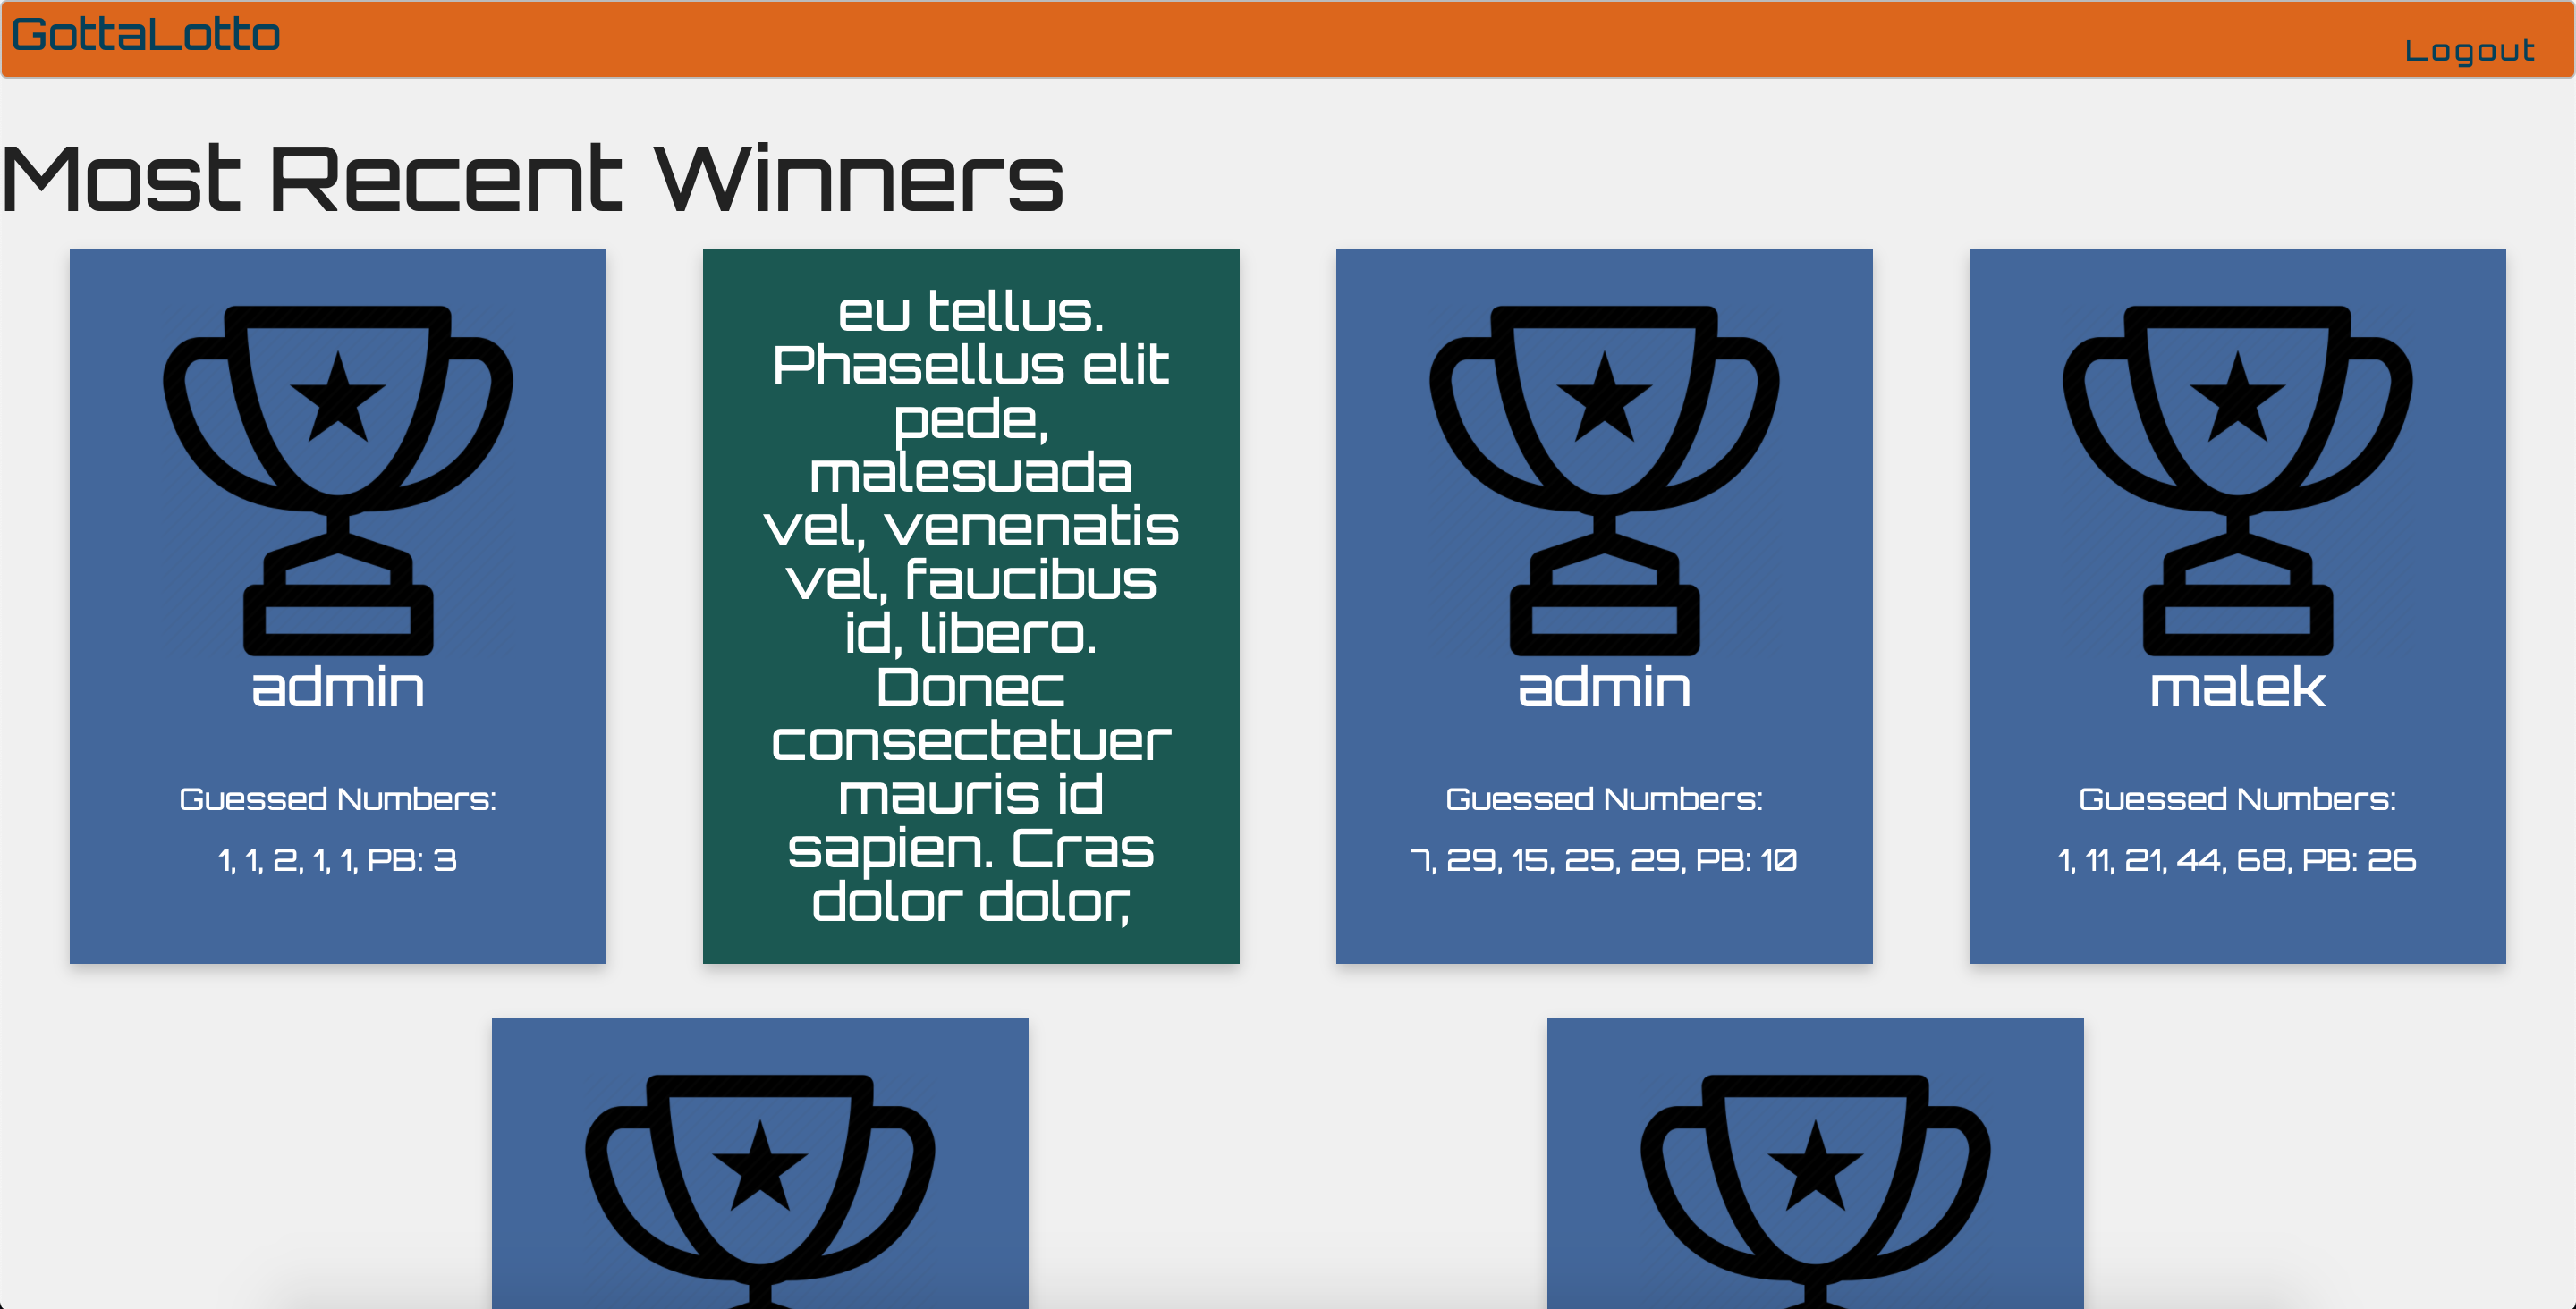 GottaLotto
Logout
Most Recent Winners
admin
Guessed Numbers:
1, 1, 2, 1, 1, PB: 3
eu tellus.
Phasellus elit
pede,
malesuada
vel, venenatis
vel, faucibus
id, libero.
Donec
consectetuer
mauris id
sapien. Cras
dolor dolor,
admin
Guessed Numbers:
7, 29, 15, 25, 29, PB: 10
malek
Guessed Numbers:
1, 11, 21, 44, 68, PB: 26